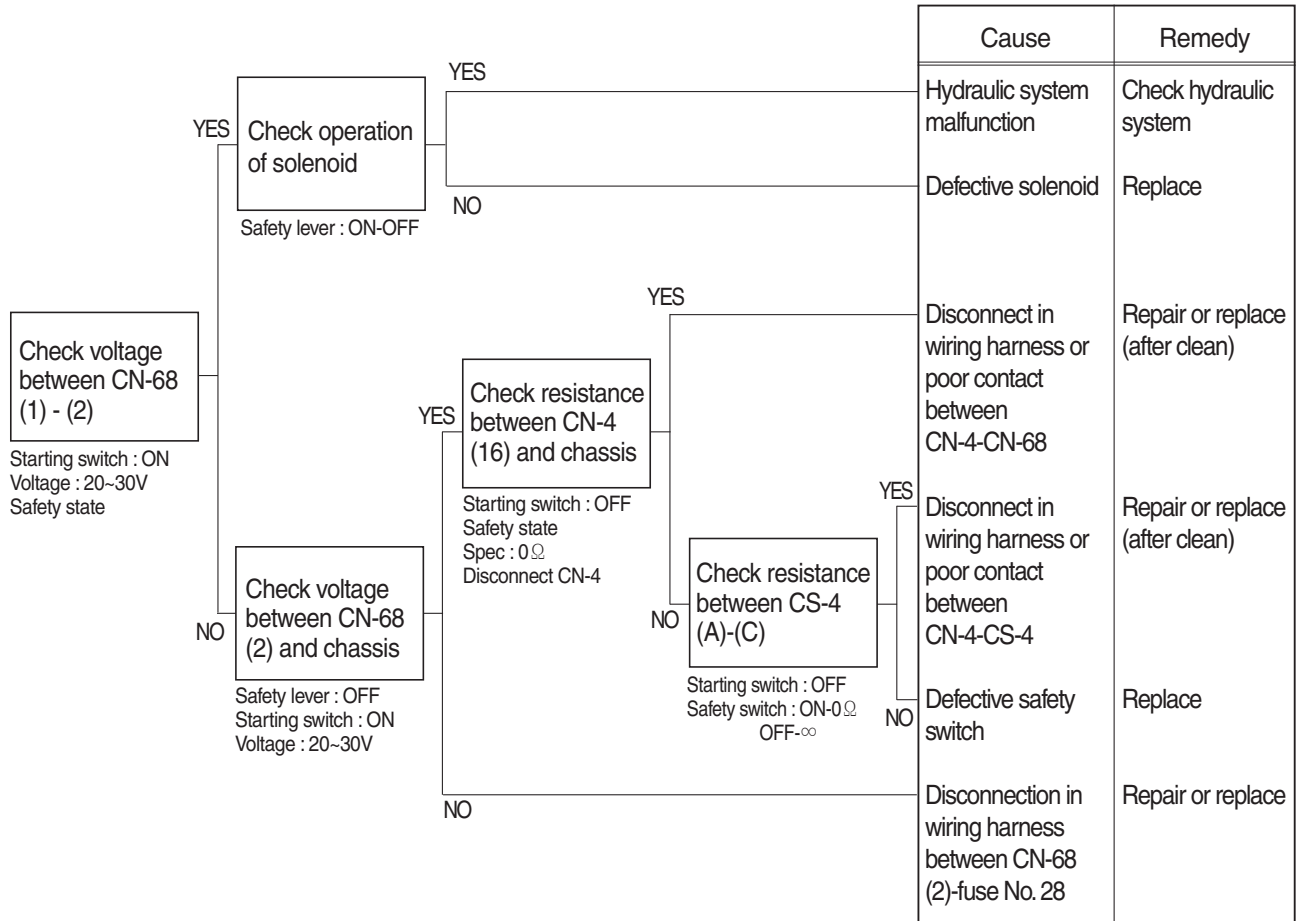 Cause
Remedy
YES
Hydraulic system
malfunction
Check hydraulic
system
YES
Check operation
of solenoid
NO
Defective solenoid
Replace
Safety lever : ON-OFF
YES
Disconnect in
wiring harness or
poor contact
between
CN-4-CN-68
Repair or replace
(after clean)
Check voltage
between CN-68
(1) - (2)
Starting switch : ON
Voltage : 20~30V
Safety state
YES
Check resistance
between CN-4
(16) and chassis
Starting switch : OFF
Safety state
Spec : 0Ω
Disconnect CN-4
YES
Disconnect in
wiring harness or
poor contact
between
CN-4-CS-4
Repair or replace
(after clean)
NO
Check voltage
between CN-68
(2) and chassis
Safety lever : OFF
Starting switch : ON
Voltage : 20~30V
NO
Check resistance
between CS-4
(A)-(C)
Starting switch : OFF
Safety switch : ON-0Ω
OFF-∞
NO
Defective safety
switch
Replace
NO
Disconnection in
wiring harness
between CN-68
(2)-fuse No. 28
Repair or replace